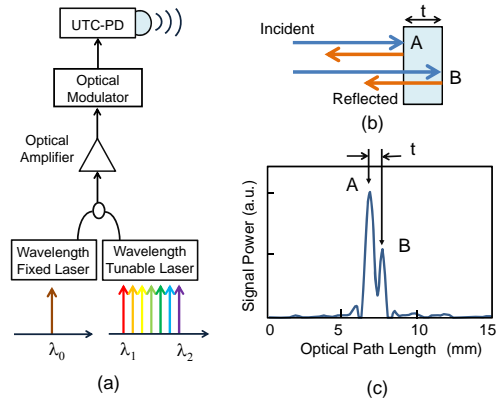 UTC-PD
Optical
Modulator
Optical
Amplifier
Wavelength
Fixed Laser
Wavelength
Tunable Laser
λ0
λ1
λ2
(a)
t
Incident
A
B
Reflected
(b)
t
A
B
Signal Power (a.u.)
0
5
10
15
Optical Path Length (mm)
(c)